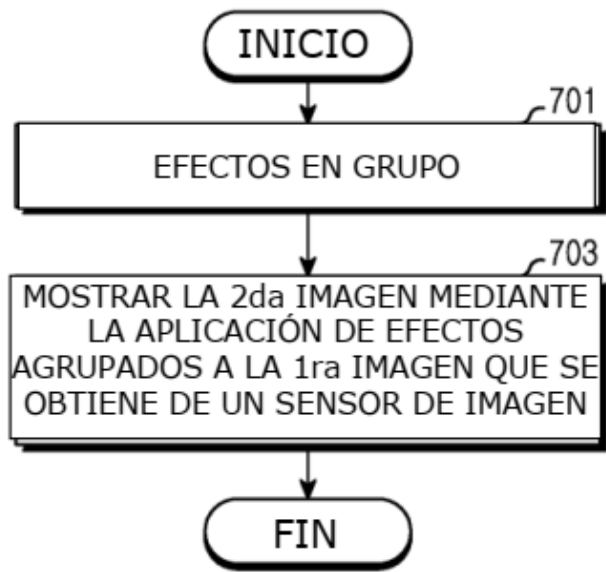 INICIO
701
EFECTOS EN GRUPO
703
MOSTRAR LA 2da IMAGEN MEDIANTE
LA APLICACIÓN DE EFECTOS
AGRUPADOS A LA 1ra IMAGEN QUE SE
OBTIENE DE UN SENSOR DE IMAGEN
FIN